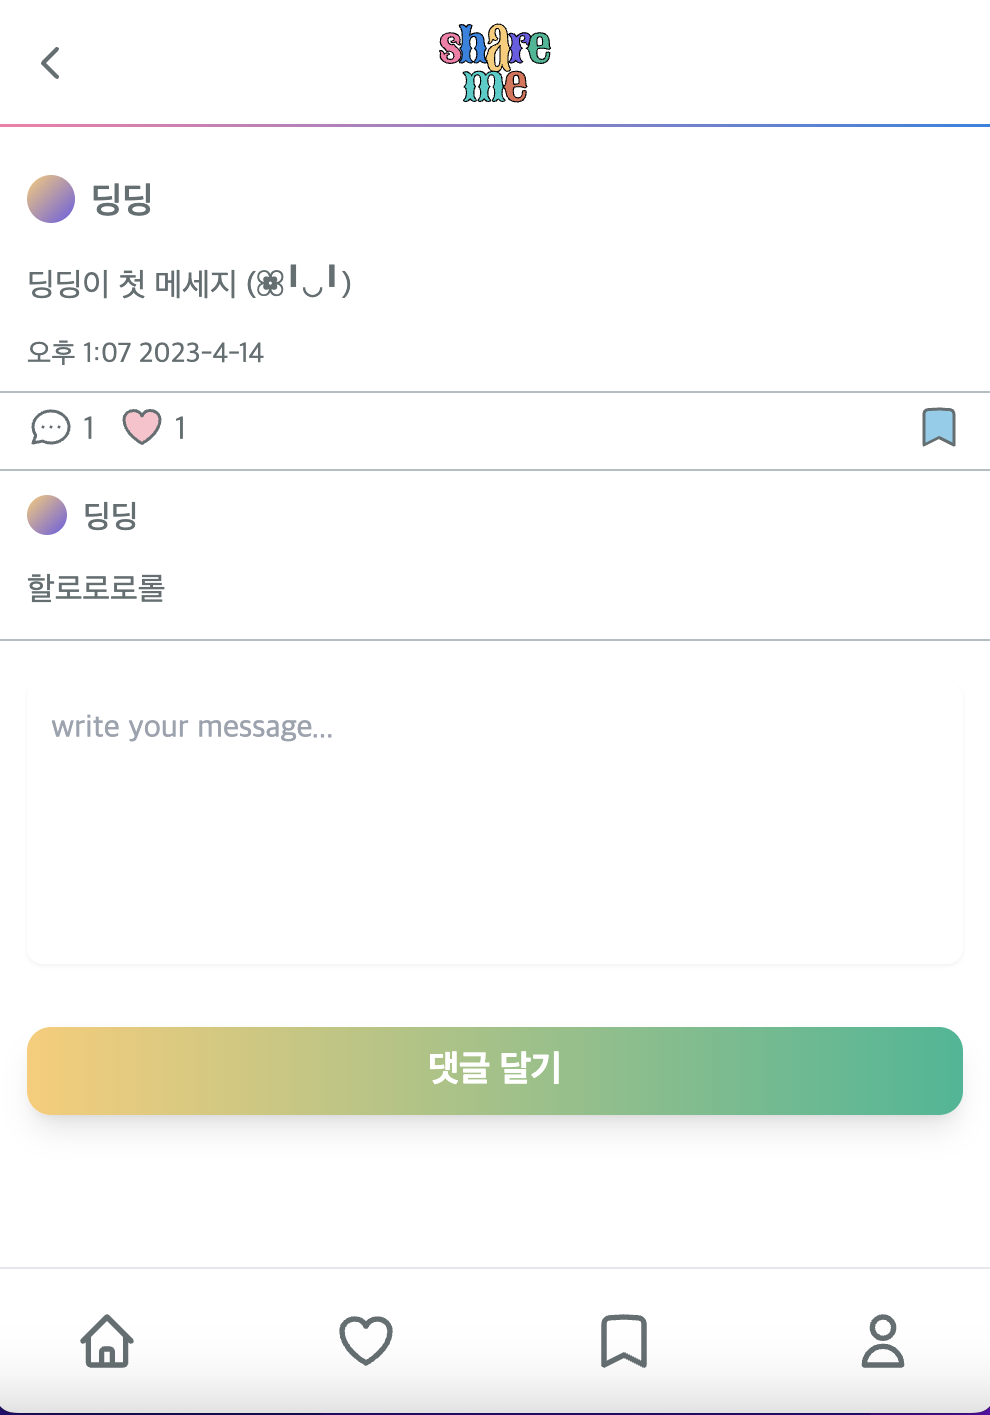 share
me
딩딩
딩딩이 첫 메세지 (ꕤ╹◡╹)
오후 1:07 2023-4-14
1 1
딩딩
할로로로롤
write your message...
댓글 달기